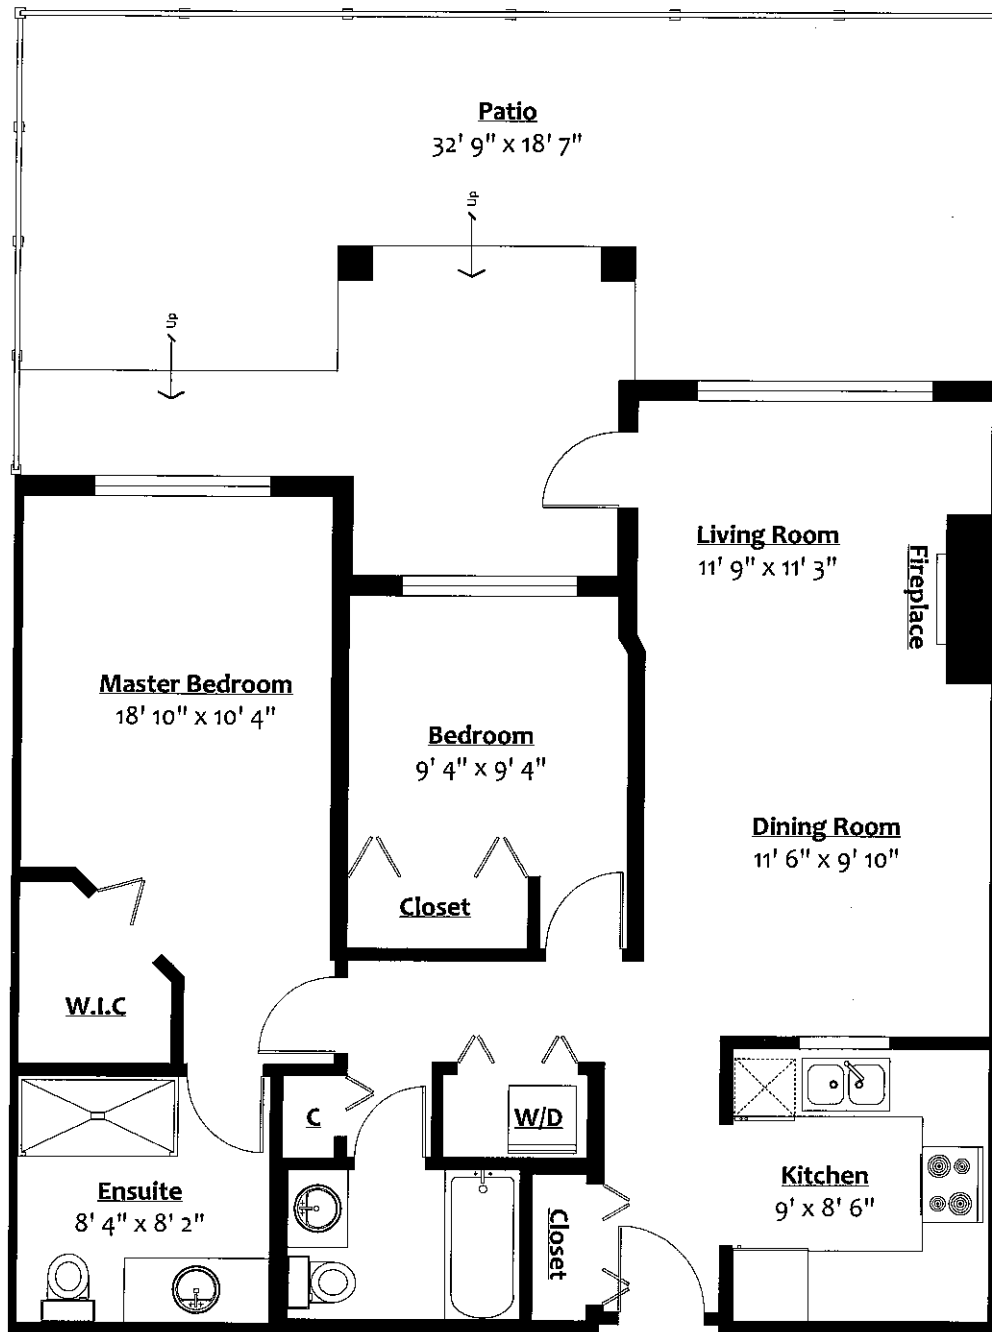 Patio
32' 9" x 18' 7"
Up
Up
Living Room
11' 9" x 11' 3"
Fireplace
Master Bedroom
18' 10" x 10' 4"
Bedroom
9' 4" x 9' 4"
Dining Room
11' 6" x 9' 10"
Closet
W.I.C
C
W/D
Ensuite
8' 4" x 8' 2"
Closet
Kitchen
9' x 8' 6"